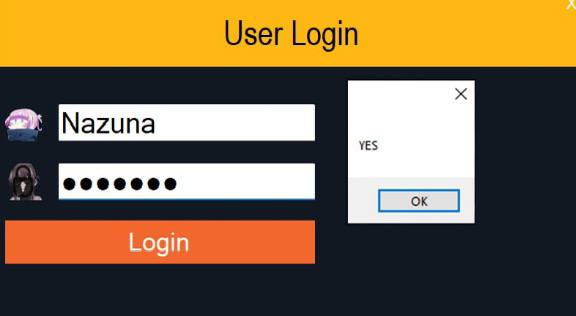 User Login
X
Nazuna
YES
●●●●●●●
OK
Login